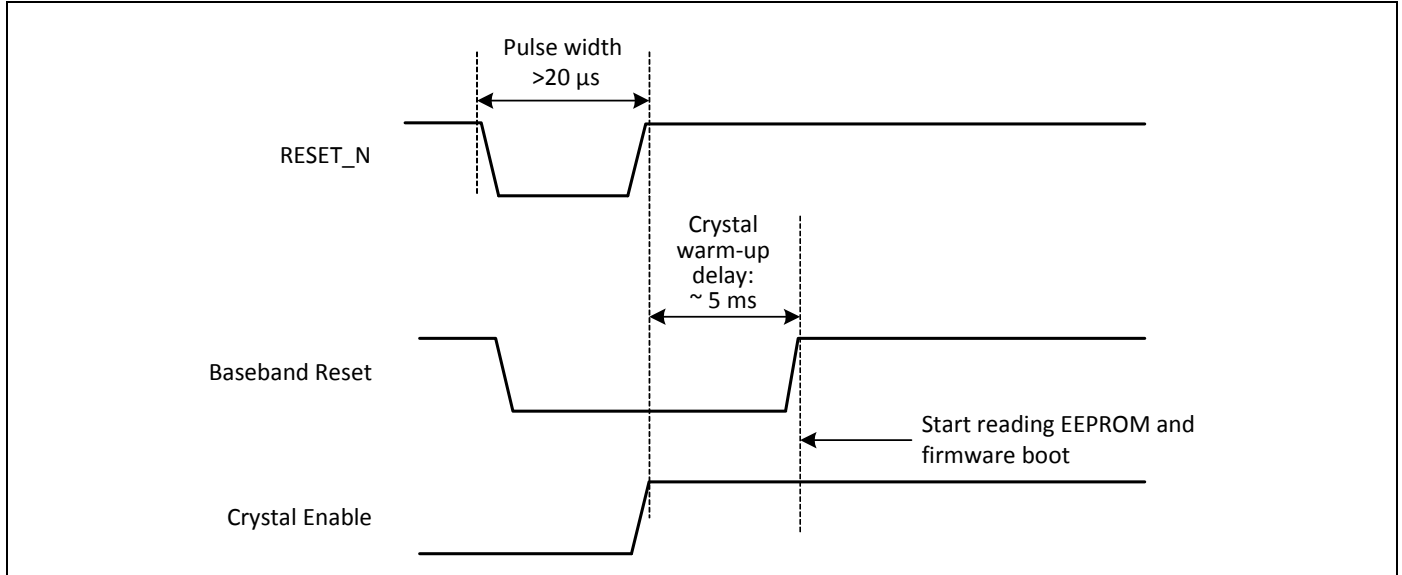 Pulse width
>20 µs
RESET_N
Crystal
warm-up
delay:
~ 5 ms
Baseband Reset
Start reading EEPROM and
firmware boot
Crystal Enable